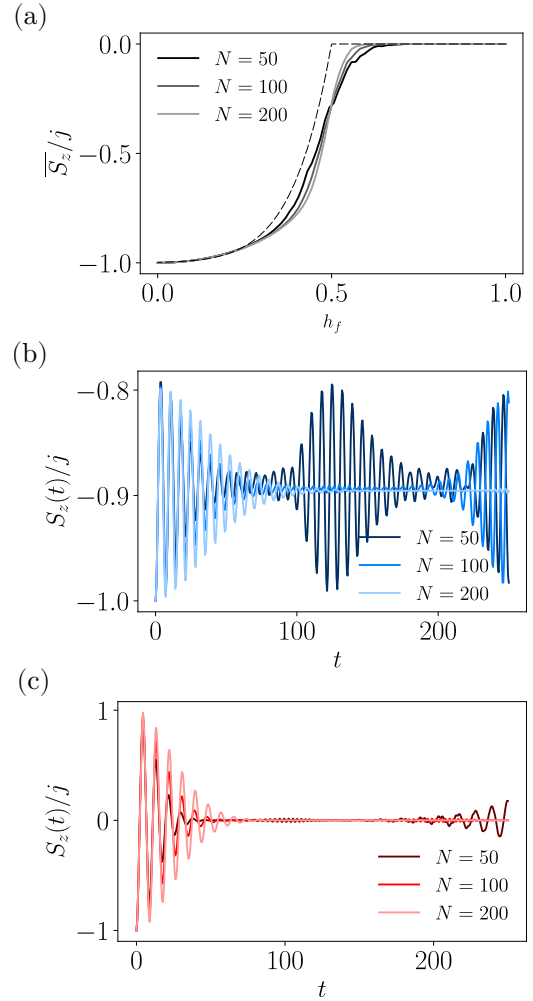 (a)
0.0
−0.5
−1.0
$\overline{S_z}/j$
N = 50
N = 100
N = 200
0.0 0.5 1.0
$h_f$
(b)
−0.8
−0.9
−1.0
$S_z(t)/j$
N = 50
N = 100
N = 200
0 100 200
t
(c)
1
0
−1
$S_z(t)/j$
N = 50
N = 100
N = 200
0 100 200
t